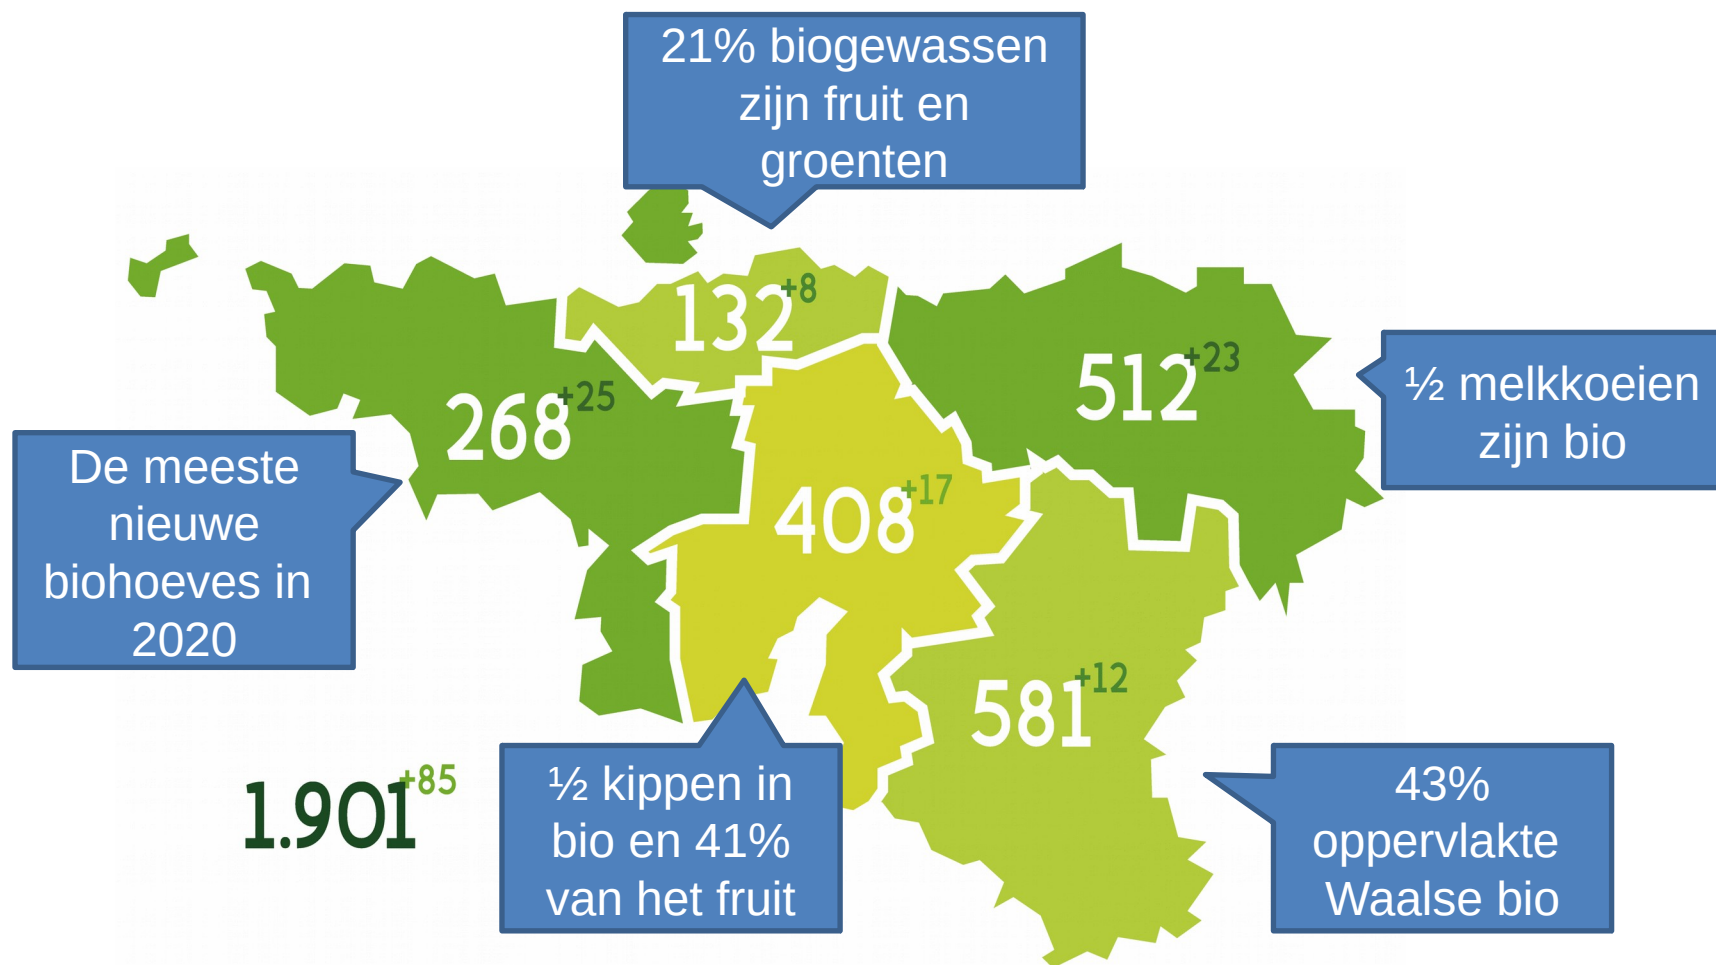 21% biogewassen
zijn fruit en
groenten
132+8
512+23
½ melkkoeien
zijn bio
268+25
De meeste
nieuwe
biohoeves in
2020
408+17
581+12
1.901+85
½ kippen in
bio en 41%
van het fruit
43%
oppervlakte
Waalse bio